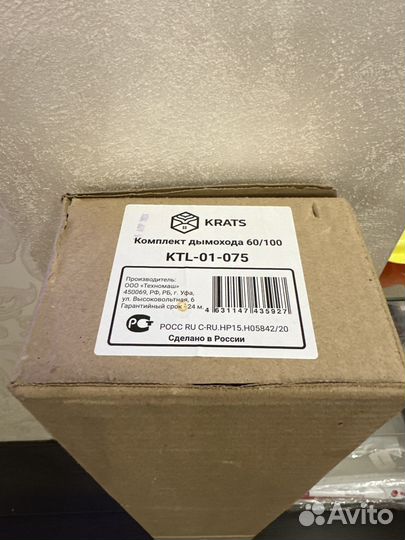 KRATS
Комплект дымохода 60/100
KTL-01-075
Производитель:
ООО «Техномаш»
450069, РФ, РБ, г. Уфа,
ул. Высоковольтная, 6
Гарантийный срок - 24 м.
4 631147 435927
РСТ
РОСС RU C-RU.НР15.Н05842/20
Сделано в России
Avito